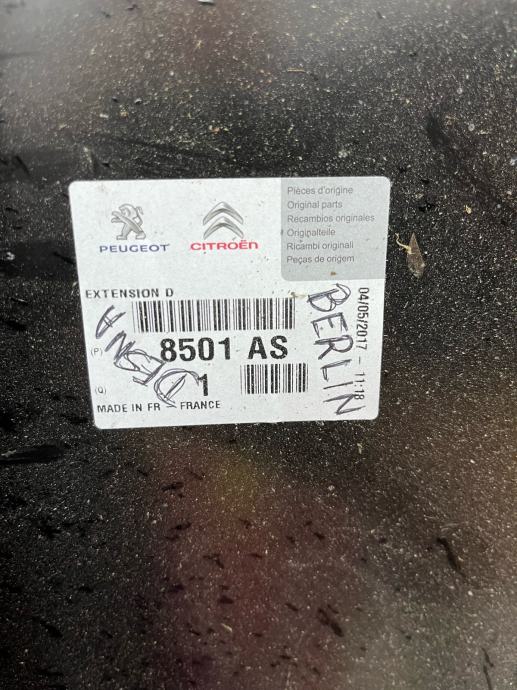 PEUGEOT
CITROËN
Pièces d'origine
Original parts
Recambios originales
Originalteile
Ricambi originali
Peças de origem
EXTENSION D
(P) 8501 AS
(Q) 1
MADE IN FR - FRANCE
04/05/2017 - 11:18
BERLIN
DESNA